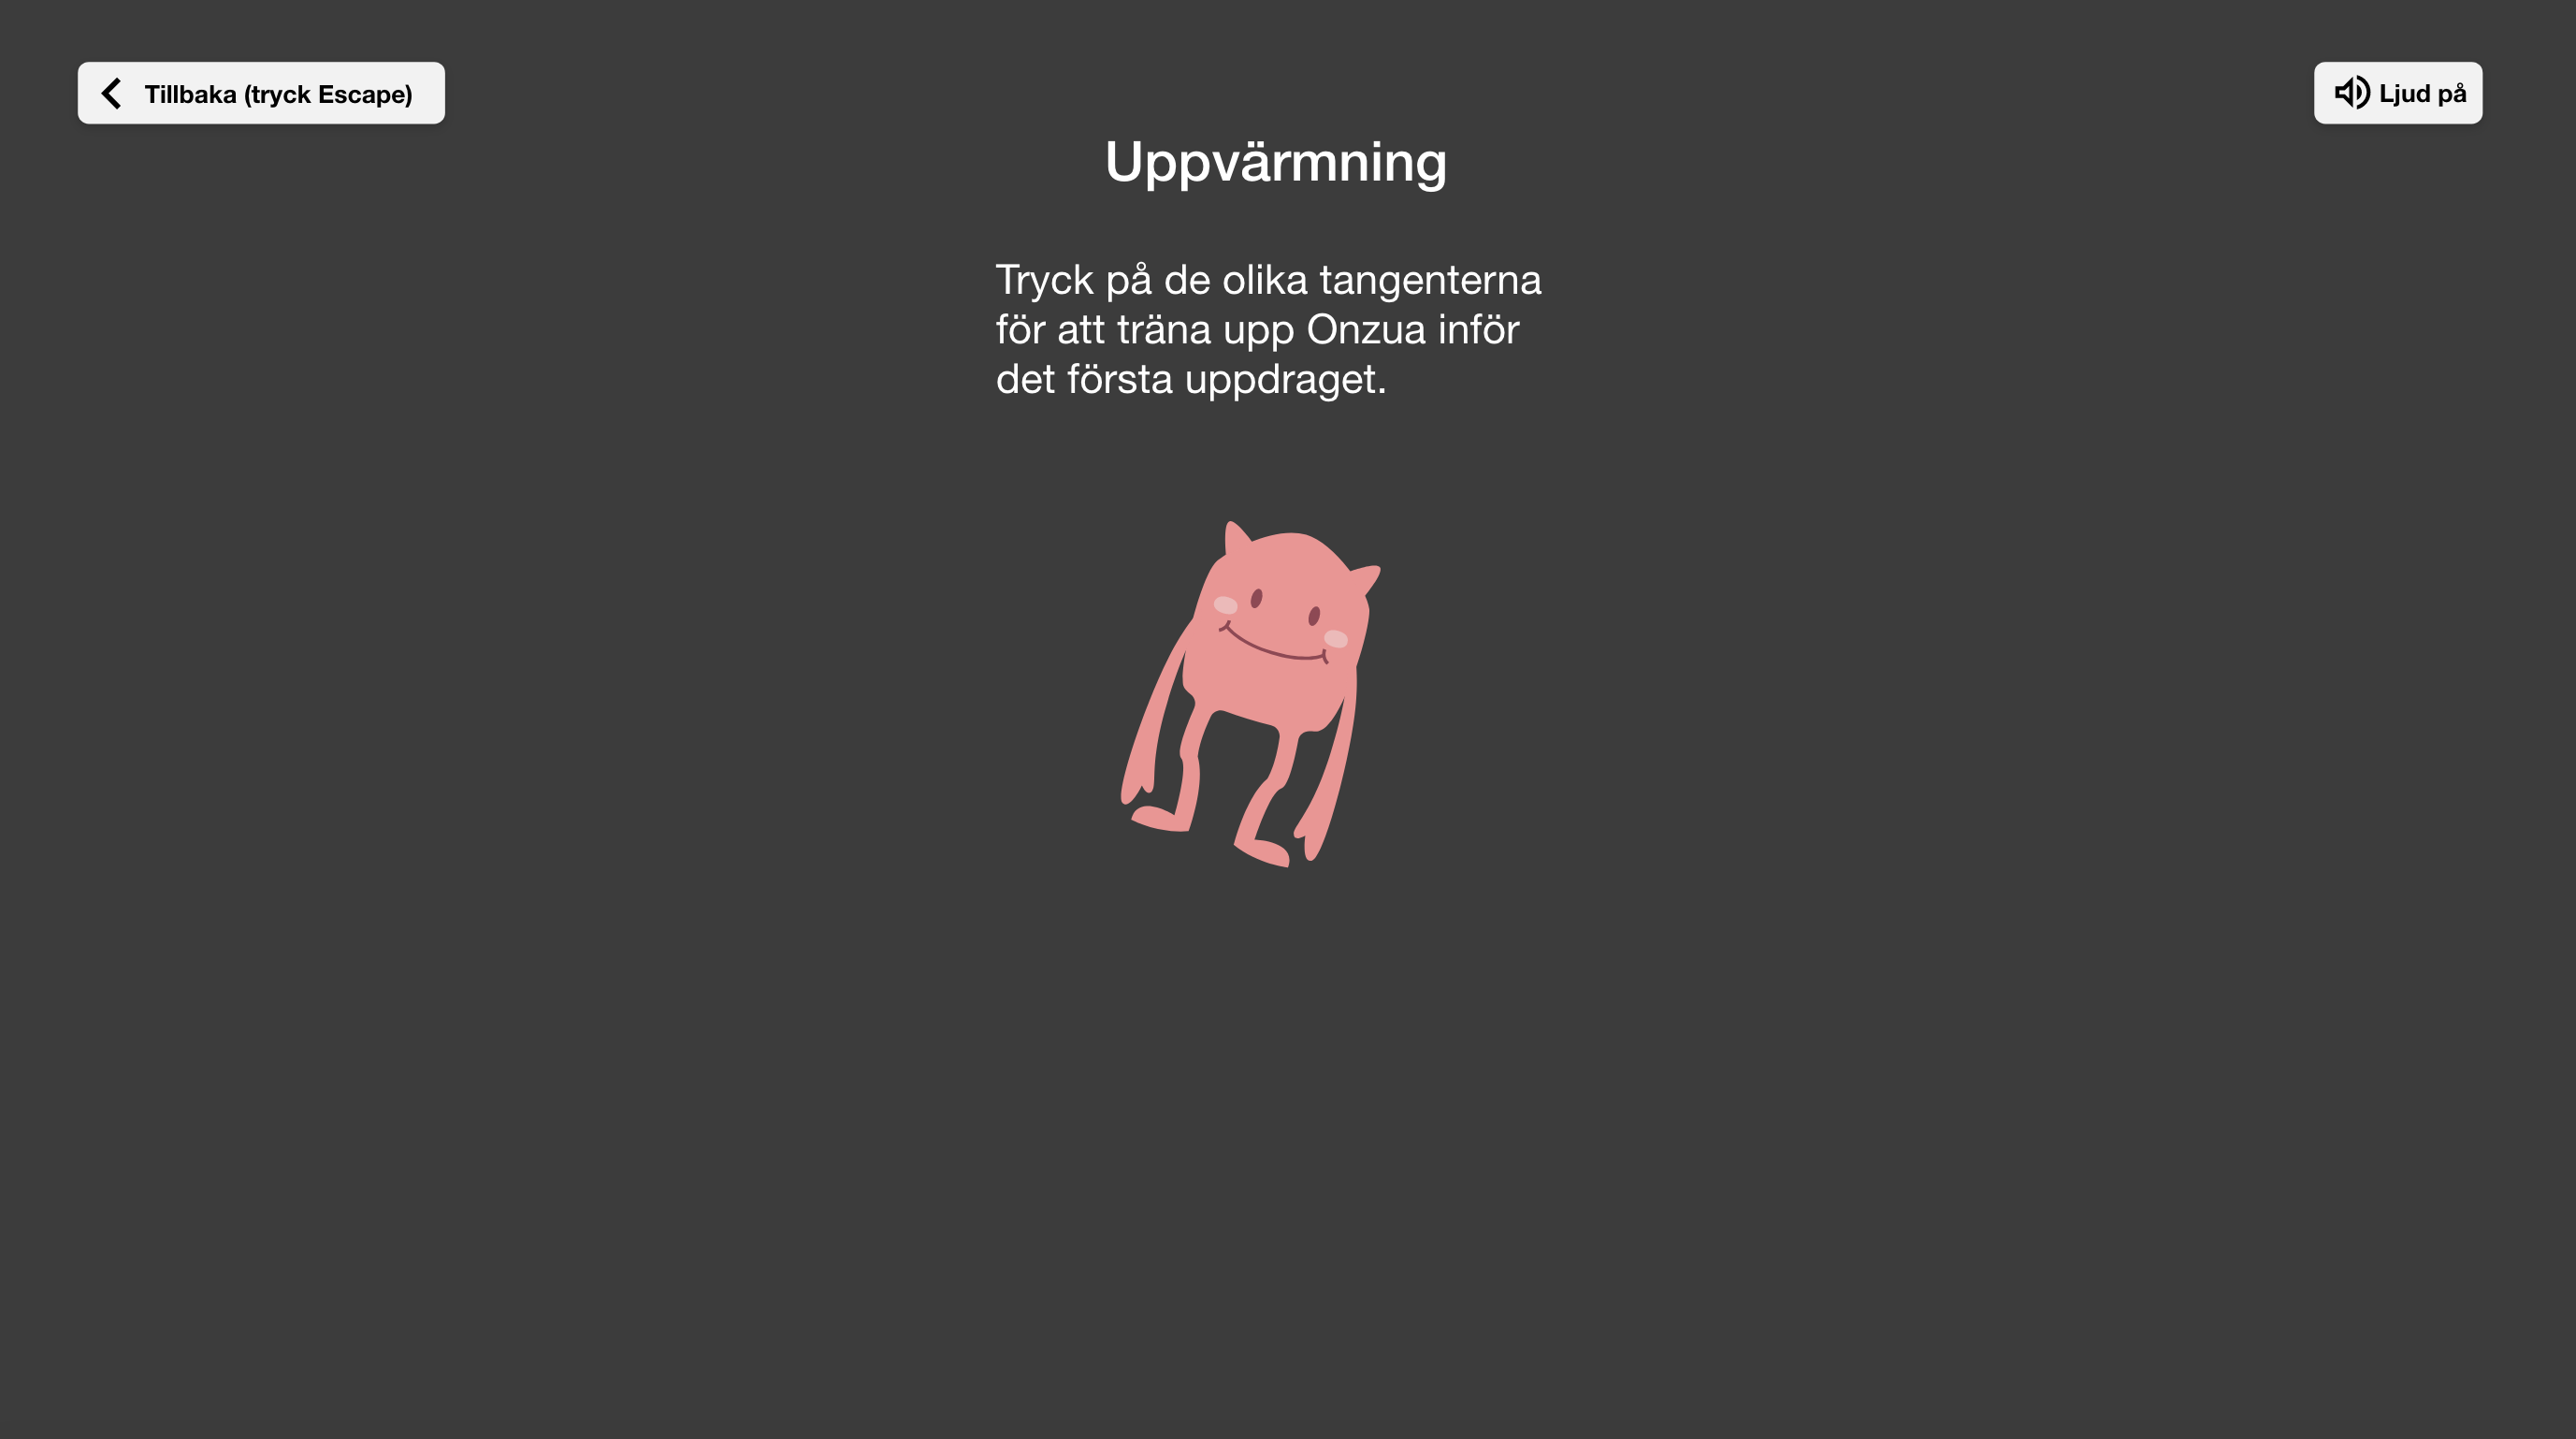 Tillbaka (tryck Escape)
Ljud på
Uppvärmning
Tryck på de olika tangenterna
för att träna upp Onzua inför
det första uppdraget.